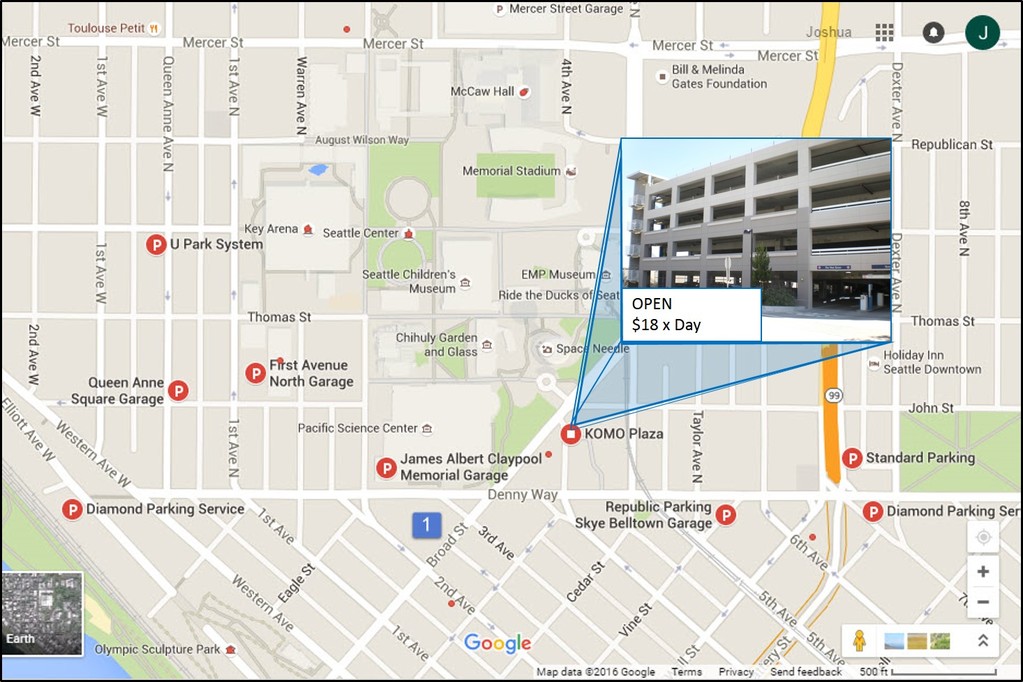 Mercer Street Garage
Toulouse Petit
Joshua
J
Mercer St
Mercer St
Mercer St
Mercer St
Mercer St
2nd Ave W
1st Ave N
Queen Anne Ave N
1st Ave N
Warren Ave N
4th Ave N
Dexter Ave N
Bill & Melinda
Gates Foundation
McCaw Hall
August Wilson Way
Republican St
Memorial Stadium
8th Ave N
Key Arena
Seattle Center
P U Park System
1st Ave W
Dexter Ave N
Seattle Children's
Museum
EMP Museum
Ride the Ducks of Seat
OPEN
$18 x Day
Thomas St
Thomas St
2nd Ave W
Chihuly Garden
and Glass
Space Needle
Holiday Inn
Seattle Downtown
P First Avenue
North Garage
Queen Anne P
Square Garage
99
John St
Elliott Ave W
Western Ave W
1st Ave N
Pacific Science Center
KOMO Plaza
Taylor Ave N
P James Albert Claypool
Memorial Garage
P Standard Parking
Denny Way
P Diamond Parking Service
Republic Parking P
Skye Belltown Garage
P Diamond Parking Ser
1
1st Ave
Broad St
3rd Ave
6th Ave
Eagle St
Western Ave
2nd Ave
Cedar St
Vine St
5th Ave
5th Ave
1st Ave
Earth
Olympic Sculpture Park
Google
Map data ©2016 Google Terms Privacy Send feedback 500 ft